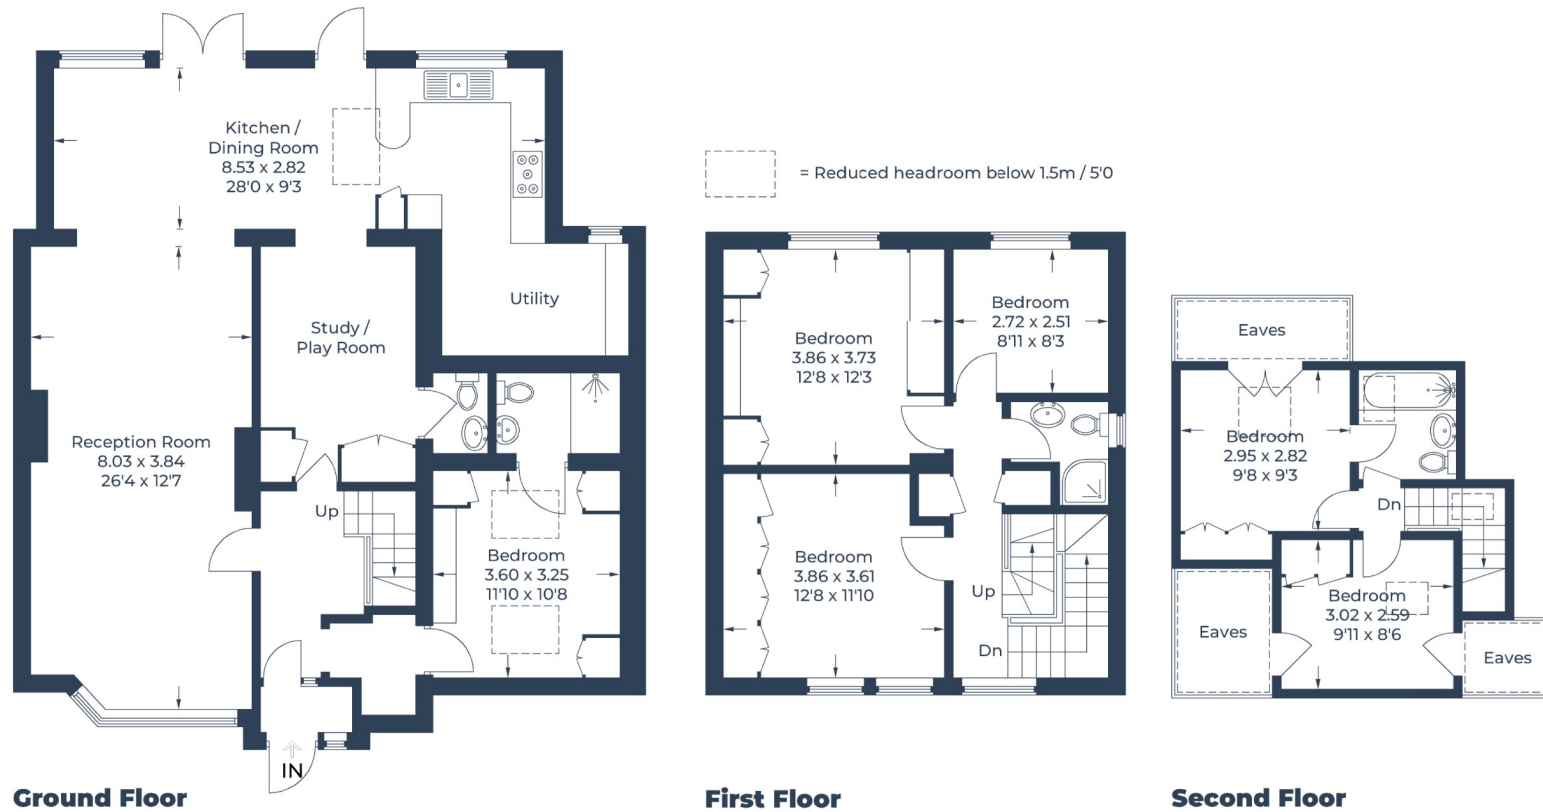 Kitchen /
Dining Room
8.53 x 2.82
28'0 x 9'3
Utility
Study /
Play Room
Reception Room
8.03 x 3.84
26'4 x 12'7
Up
Bedroom
3.60 x 3.25
11'10 x 10'8
IN
Ground Floor
= Reduced headroom below 1.5m / 5'0
Bedroom
3.86 x 3.73
12'8 x 12'3
Bedroom
2.72 x 2.51
8'11 x 8'3
Bedroom
3.86 x 3.61
12'8 x 11'10
Up
Dn
First Floor
Eaves
Bedroom
2.95 x 2.82
9'8 x 9'3
Dn
Bedroom
3.02 x 2.59
9'11 x 8'6
Eaves
Eaves
Second Floor